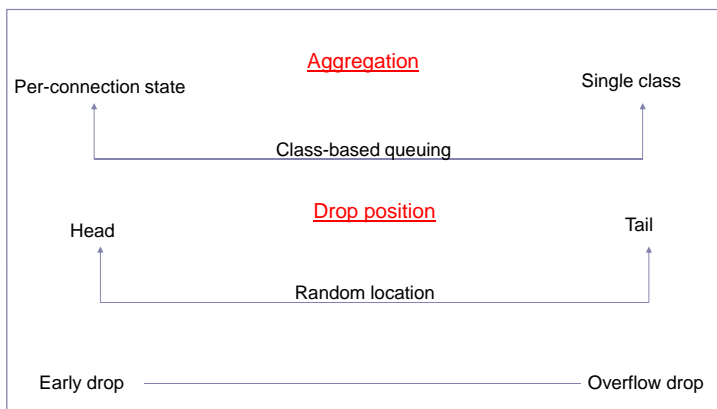 Aggregation
Per-connection state
Single class
Class-based queuing
Drop position
Head
Tail
Random location
Early drop
Overflow drop